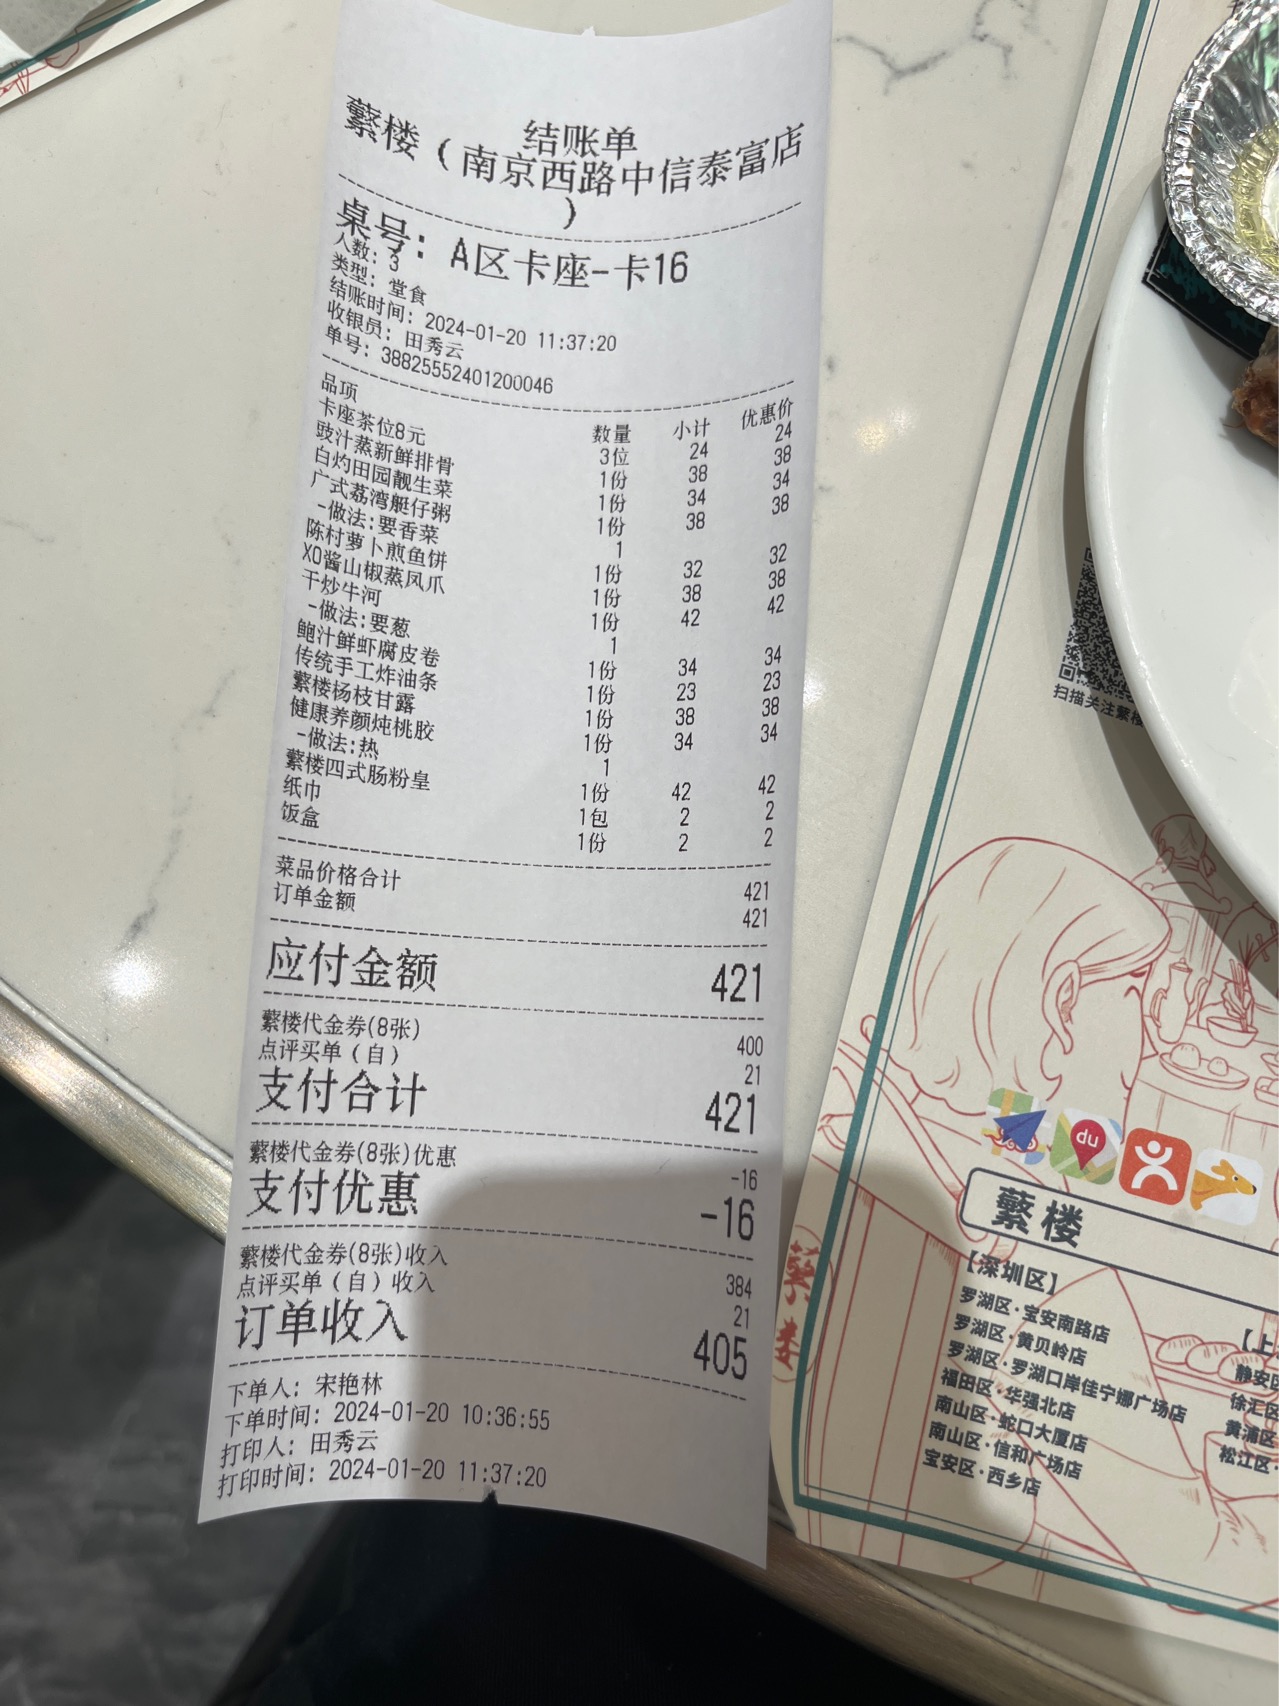 结账单
蘩楼(南京西路中信泰富店
)
桌号: A区卡座-卡16
人数: 3
类型: 堂食
结账时间: 2024-01-20 11:37:20
收银员: 田秀云
单号: 38825552401200046
品项 数量 小计 优惠价
卡座茶位8元 3位 24 24
豉汁蒸新鲜排骨 1份 38 38
白灼田园靓生菜 1份 34 34
广式荔湾艇仔粥 1份 38 38
-做法:要香菜 1
陈村萝卜煎鱼饼 1份 32 32
XO酱山椒蒸凤爪 1份 38 38
干炒牛河 1份 42 42
-做法:要葱 1
鲍汁鲜虾腐皮卷 1份 34 34
传统手工炸油条 1份 23 23
蘩楼杨枝甘露 1份 38 38
健康养颜炖桃胶 1份 34 34
-做法:热 1
蘩楼四式肠粉皇 1份 42 42
纸巾 1包 2 2
饭盒 1份 2 2
菜品价格合计 421
订单金额 421
应付金额 421
蘩楼代金券(8张) 400
点评买单(自) 21
支付合计 421
蘩楼代金券(8张)优惠 -16
支付优惠 -16
蘩楼代金券(8张)收入 384
点评买单(自)收入 21
订单收入 405
下单人: 宋艳林
下单时间: 2024-01-20 10:36:55
打印人: 田秀云
打印时间: 2024-01-20 11:37:20
扫描关注蘩楼
du
蘩楼
【深圳区】
罗湖区·宝安南路店
罗湖区·黄贝岭店
罗湖区·罗湖口岸佳宁娜广场店
福田区·华强北店
南山区·蛇口大厦店
南山区·信和广场店
宝安区·西乡店
【上
静安区
徐汇区
黄浦区
松江区·